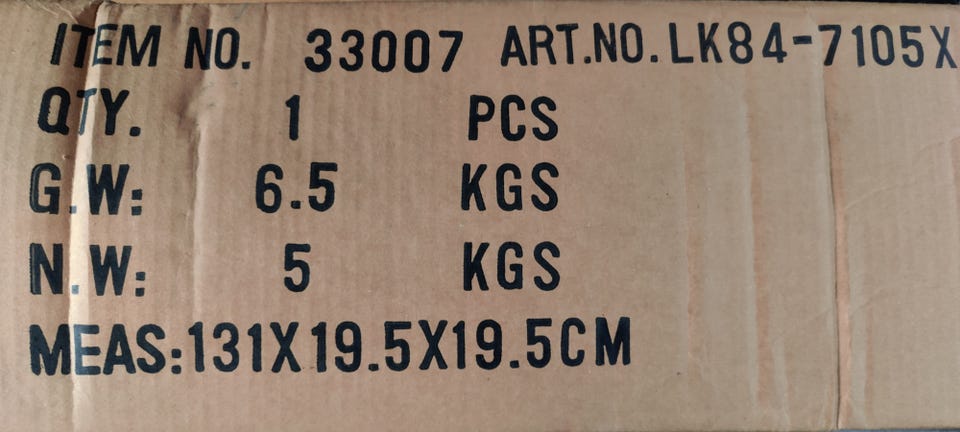 ITEM NO. 33007 ART.NO. LK84-7105X
QTY. 1 PCS
G.W: 6.5 KGS
N.W: 5 KGS
MEAS:131X19.5X19.5CM